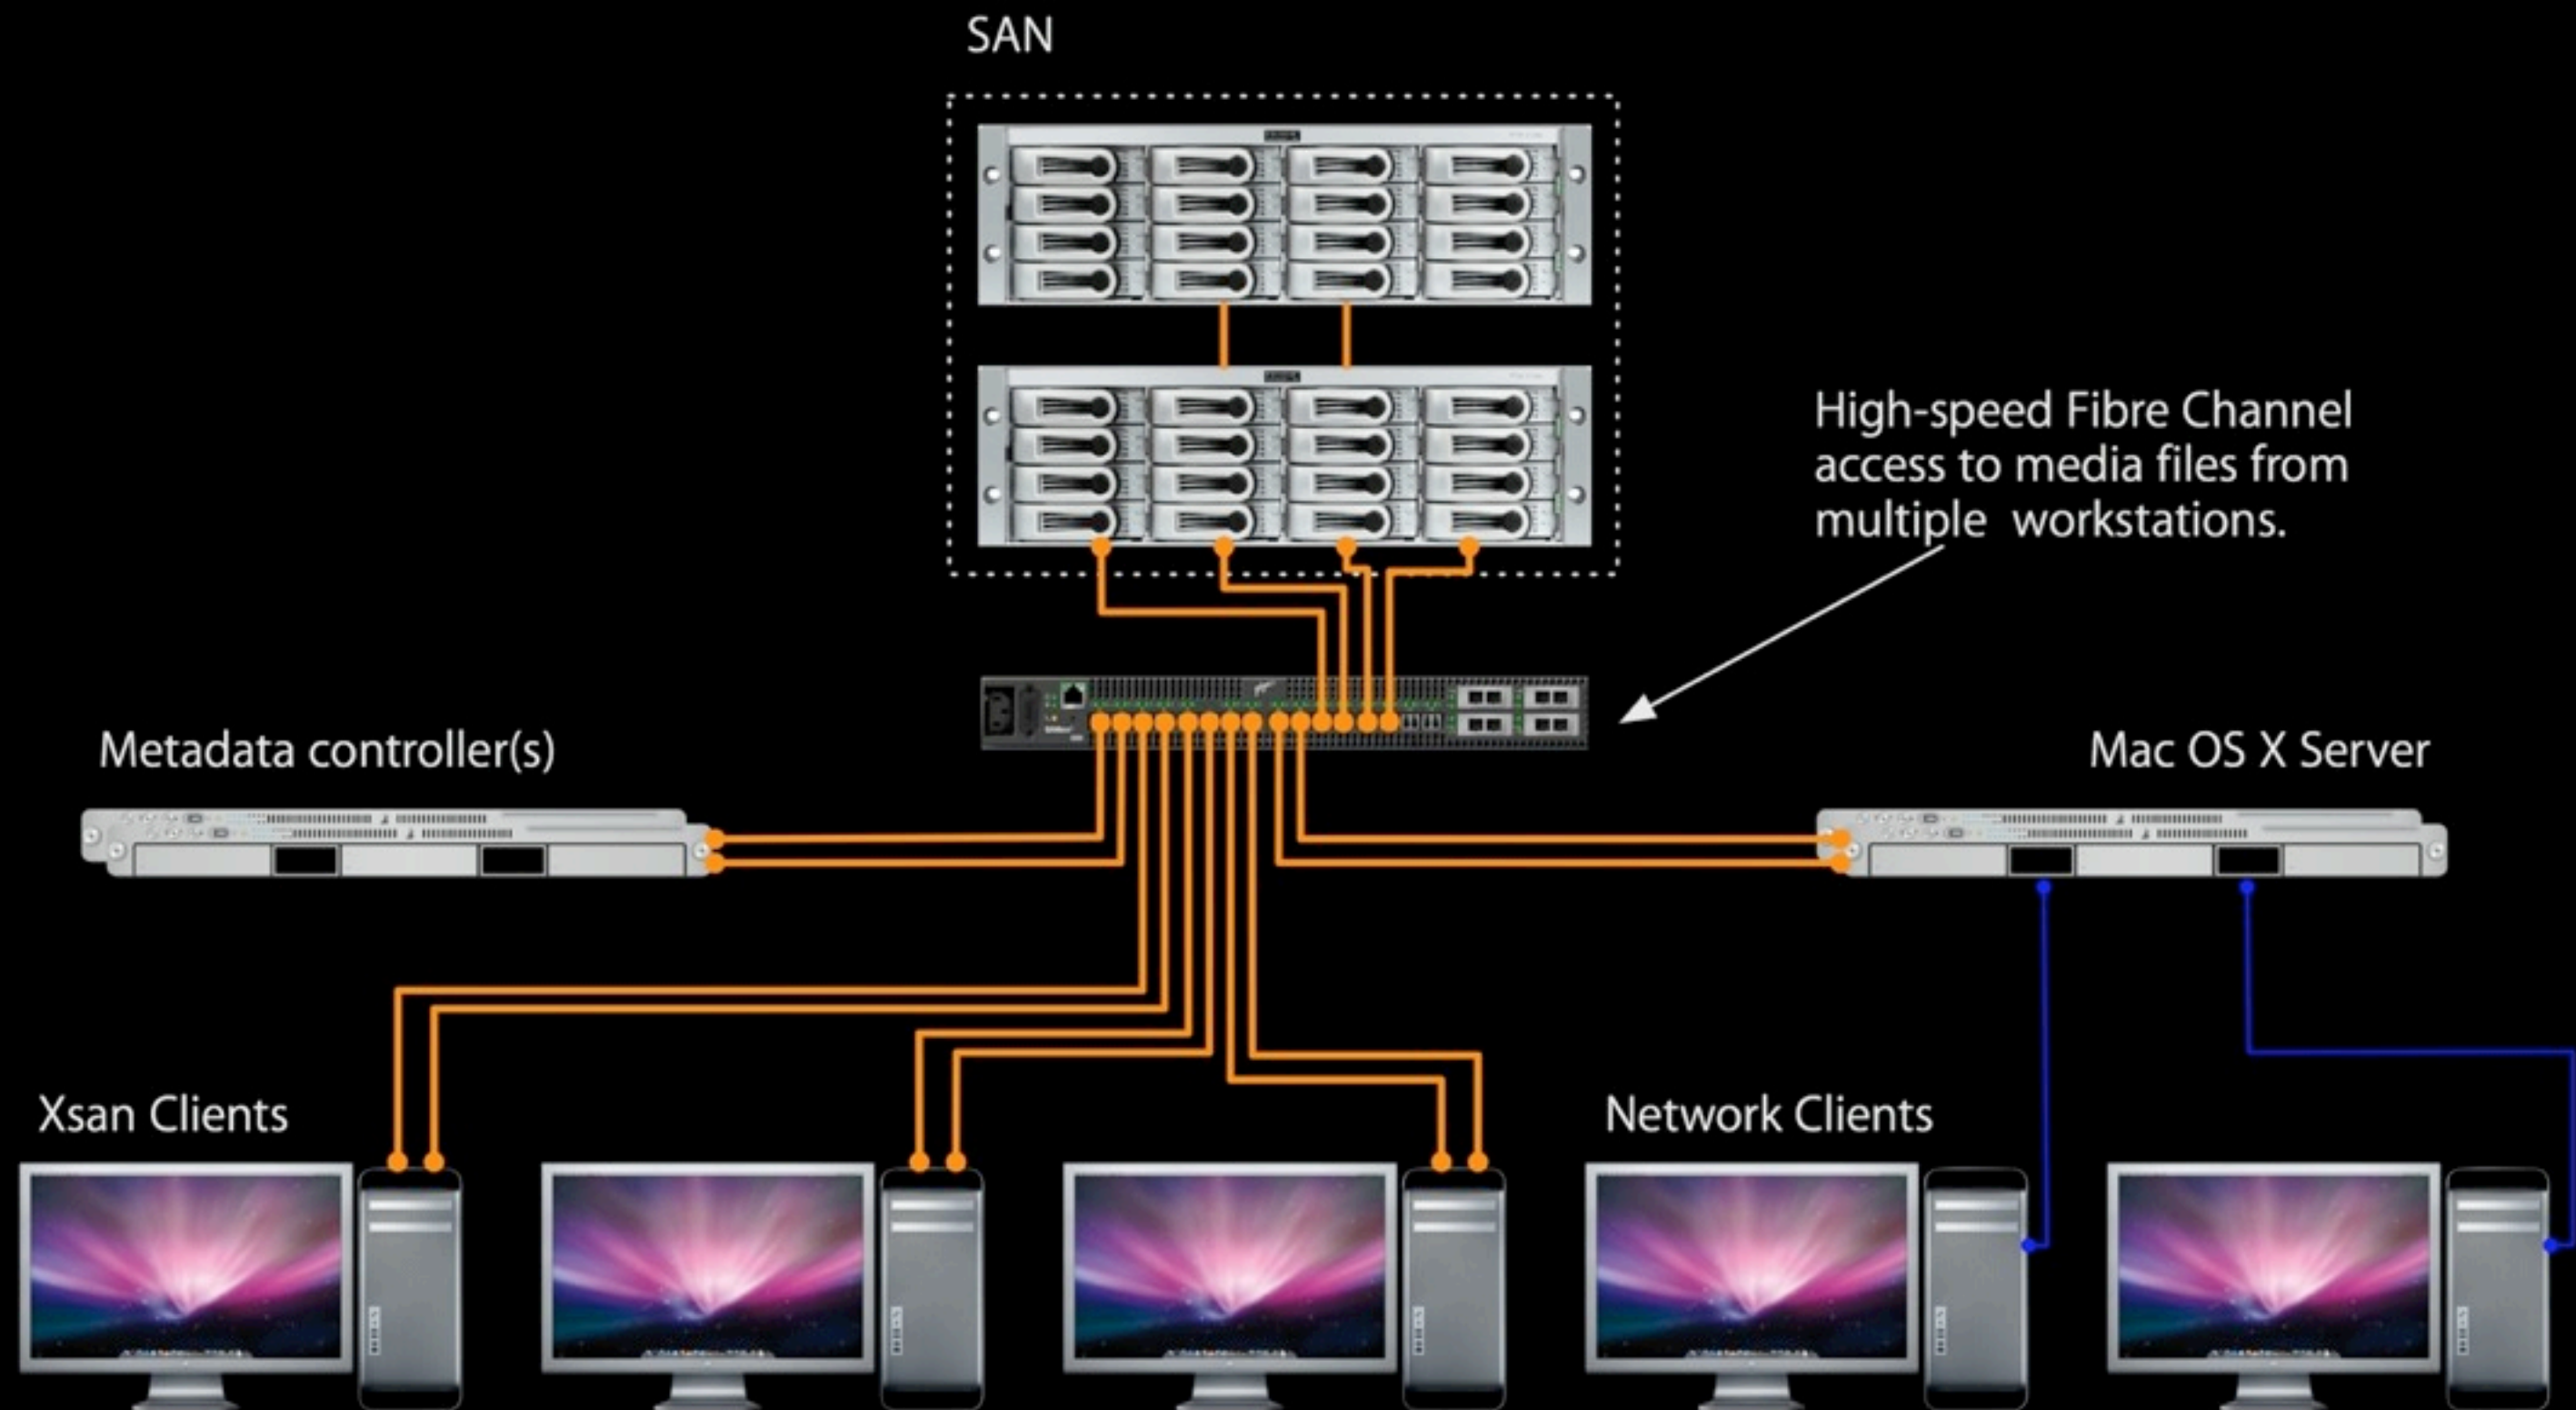 SAN
High-speed Fibre Channel
access to media files from
multiple workstations.
Metadata controller(s)
Mac OS X Server
Xsan Clients
Network Clients